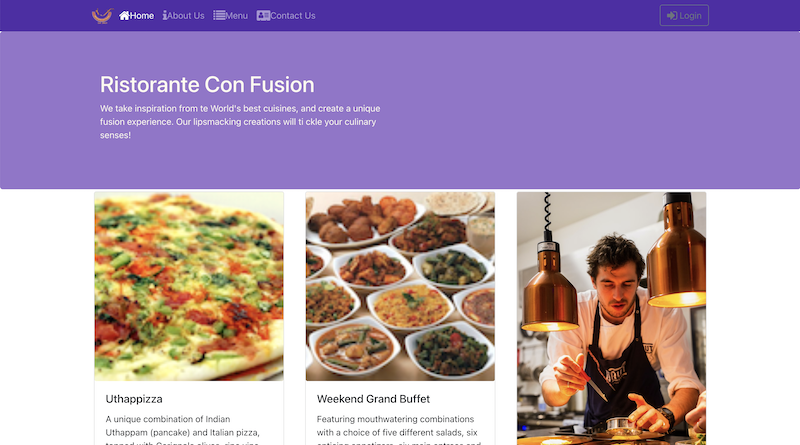 Home About Us Menu Contact Us Login
Ristorante Con Fusion
We take inspiration from te World's best cuisines, and create a unique
fusion experience. Our lipsmacking creations will ti ckle your culinary
senses!
Uthappizza
A unique combination of Indian
Uthappam (pancake) and Italian pizza,
Weekend Grand Buffet
Featuring mouthwatering combinations
with a choice of five different salads, six